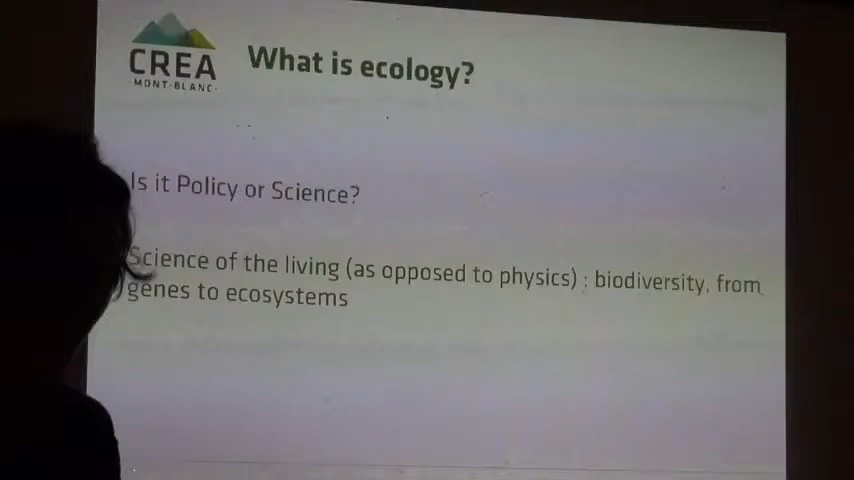 CREA
·MONT·BLANC·
What is ecology?
Is it Policy or Science?
Science of the living (as opposed to physics) : biodiversity, from
genes to ecosystems